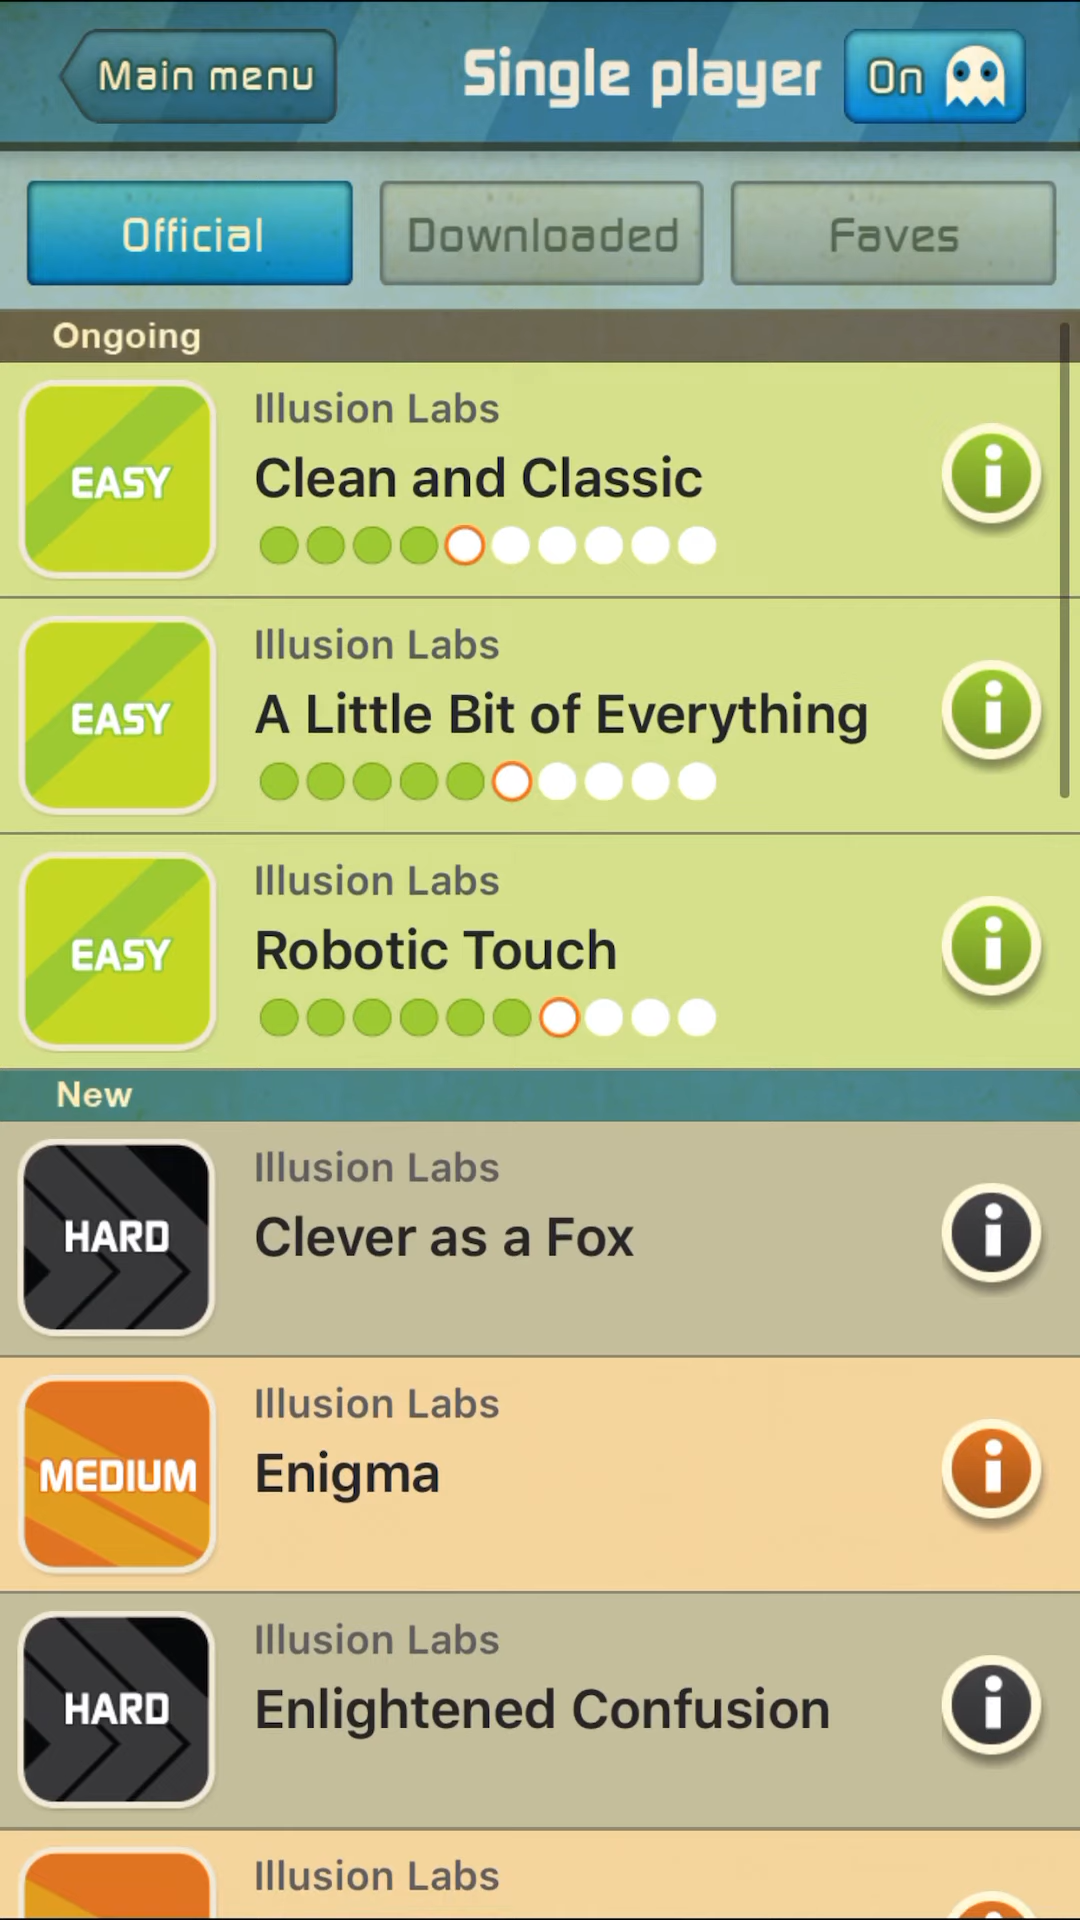 Main menu
Single player
On
Official
Downloaded
Faves
Ongoing
Illusion Labs
EASY
Clean and Classic
Illusion Labs
EASY
A Little Bit of Everything
Illusion Labs
EASY
Robotic Touch
New
Illusion Labs
HARD
Clever as a Fox
Illusion Labs
MEDIUM
Enigma
Illusion Labs
HARD
Enlightened Confusion
Illusion Labs